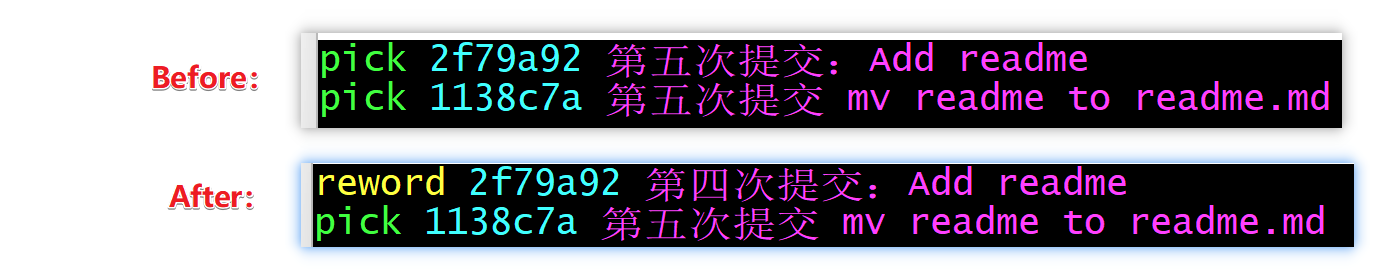 Before:
pick 2f79a92 第五次提交：Add readme
pick 1138c7a 第五次提交 mv readme to readme.md
After:
reword 2f79a92 第四次提交：Add readme
pick 1138c7a 第五次提交 mv readme to readme.md